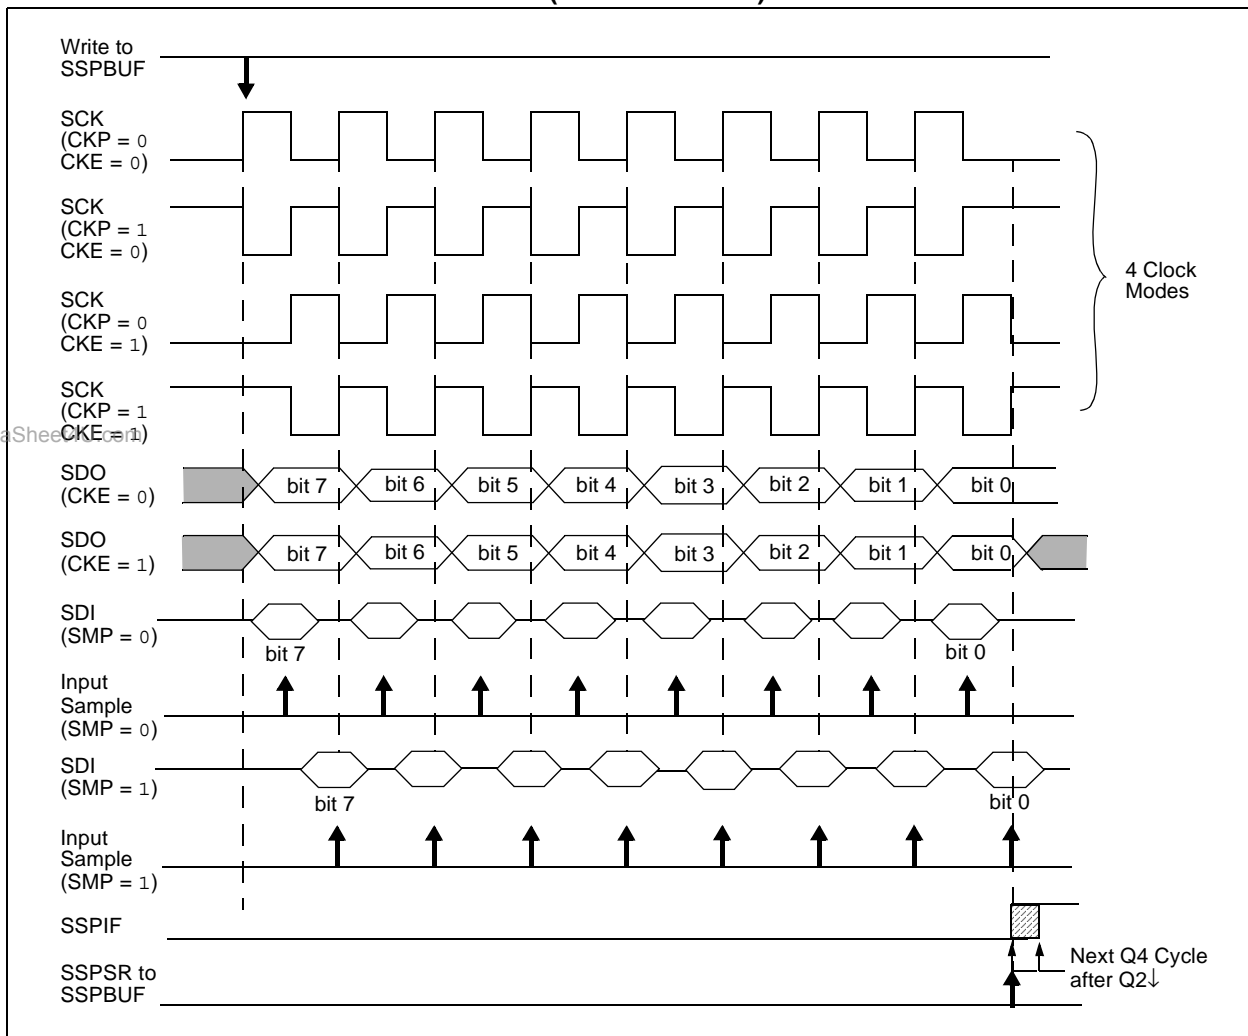 Write to
SSPBUF
SCK
(CKP = 0
CKE = 0)
SCK
(CKP = 1
CKE = 0)
SCK
(CKP = 0
CKE = 1)
4 Clock
Modes
SCK
(CKP = 1
CKE = 1)
SDO
(CKE = 0)
bit 7
bit 6
bit 5
bit 4
bit 3
bit 2
bit 1
bit 0
SDO
(CKE = 1)
bit 7
bit 6
bit 5
bit 4
bit 3
bit 2
bit 1
bit 0
SDI
(SMP = 0)
bit 7
bit 0
Input
Sample
(SMP = 0)
SDI
(SMP = 1)
bit 7
bit 0
Input
Sample
(SMP = 1)
SSPIF
Next Q4 Cycle
after Q2↓
SSPSR to
SSPBUF